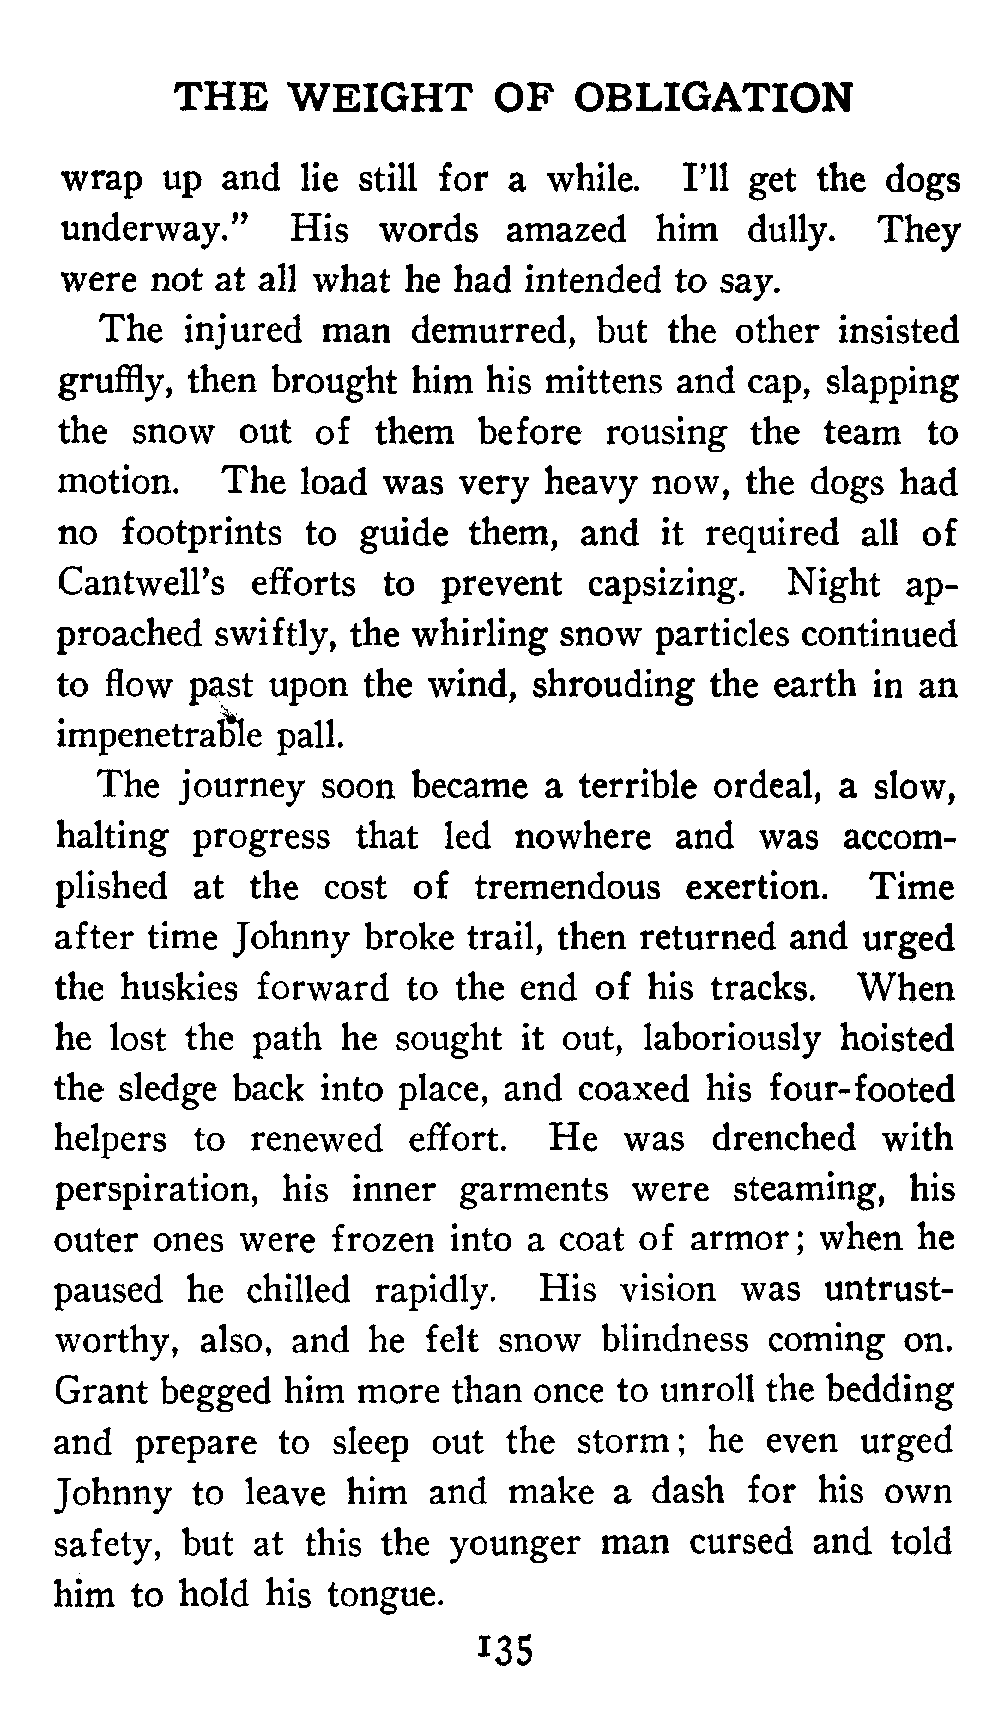 THE WEIGHT OF OBLIGATION
wrap up and lie still for a while. I'll get the dogs
underway." His words amazed him dully. They
were not at all what he had intended to say.
The injured man demurred, but the other insisted
gruffly, then brought him his mittens and cap, slapping
the snow out of them before rousing the team to
motion. The load was very heavy now, the dogs had
no footprints to guide them, and it required all of
Cantwell's efforts to prevent capsizing. Night ap-
proached swiftly, the whirling snow particles continued
to flow past upon the wind, shrouding the earth in an
impenetrable pall.
The journey soon became a terrible ordeal, a slow,
halting progress that led nowhere and was accom-
plished at the cost of tremendous exertion. Time
after time Johnny broke trail, then returned and urged
the huskies forward to the end of his tracks. When
he lost the path he sought it out, laboriously hoisted
the sledge back into place, and coaxed his four-footed
helpers to renewed effort. He was drenched with
perspiration, his inner garments were steaming, his
outer ones were frozen into a coat of armor; when he
paused he chilled rapidly. His vision was untrust-
worthy, also, and he felt snow blindness coming on.
Grant begged him more than once to unroll the bedding
and prepare to sleep out the storm; he even urged
Johnny to leave him and make a dash for his own
safety, but at this the younger man cursed and told
him to hold his tongue.
135